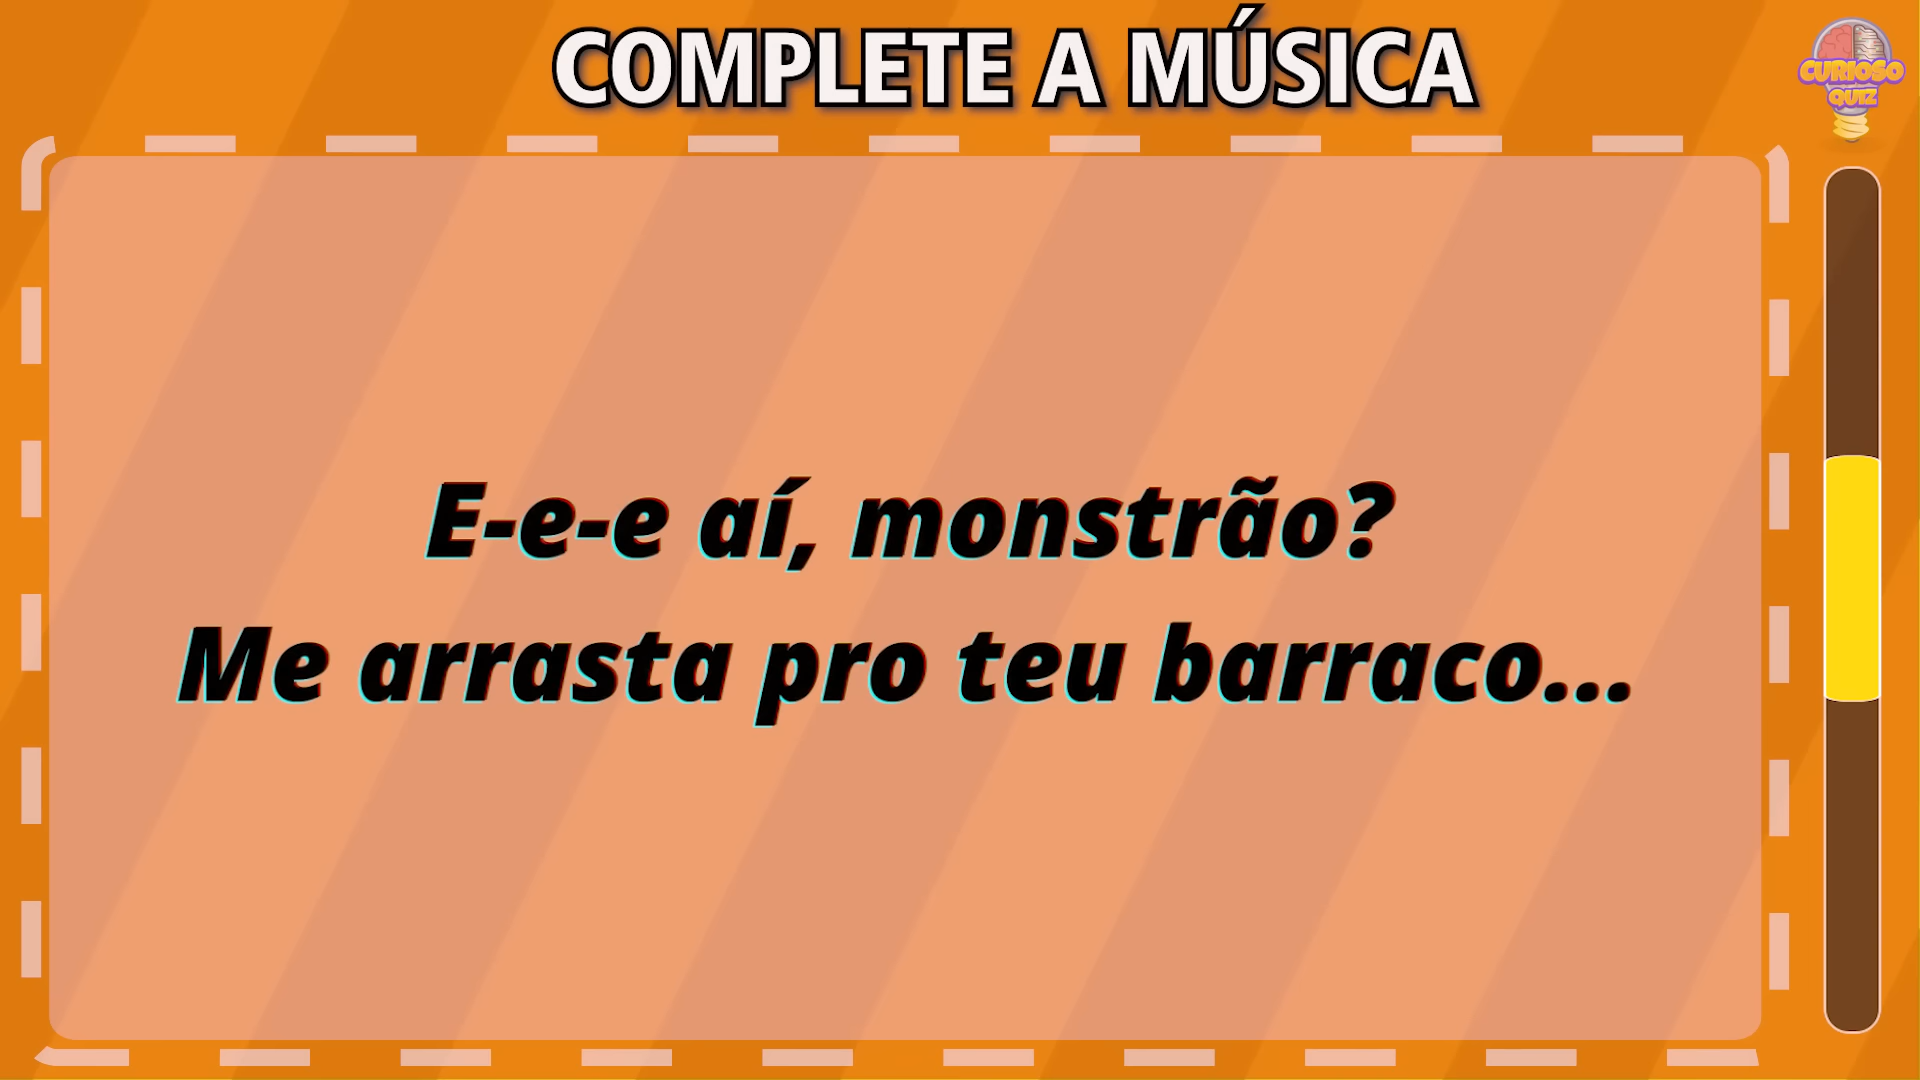 COMPLETE A MÚSICA
CURIOSO
QUIZ
E-e-e aí, monstrão?
Me arrasta pro teu barraco...